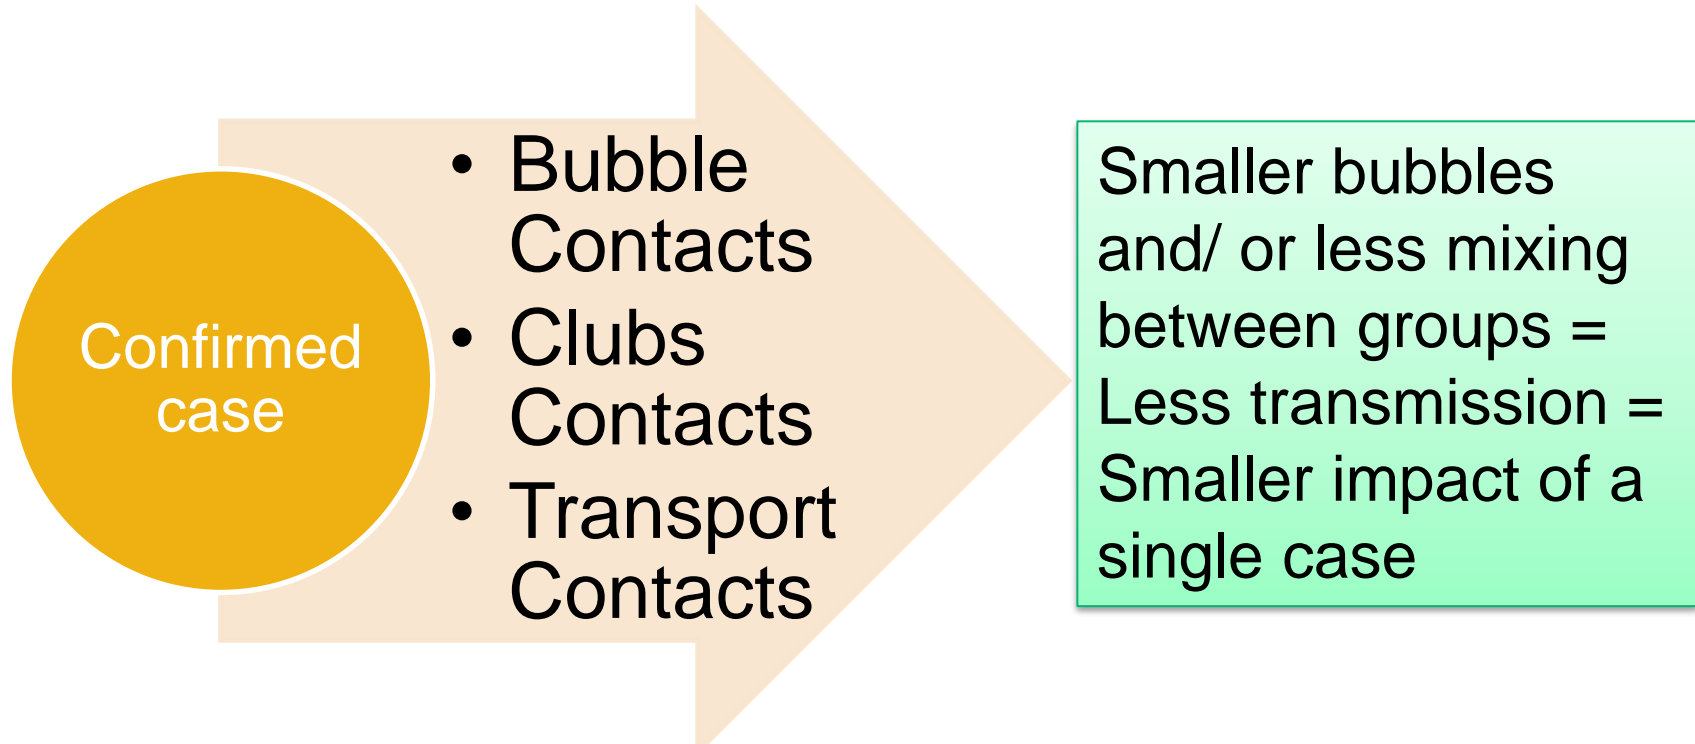 Confirmed
case
• Bubble
Contacts
• Clubs
Contacts
• Transport
Contacts
Smaller bubbles
and/ or less mixing
between groups =
Less transmission =
Smaller impact of a
single case